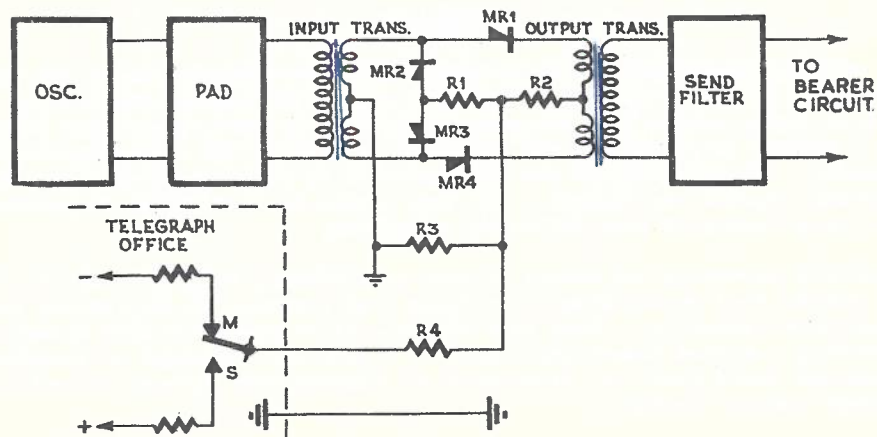 OSC.
PAD
INPUT TRANS.
MR1
OUTPUT TRANS.
SEND
FILTER
TO
BEARER
CIRCUIT.
MR2
R1
R2
MR3
MR4
TELEGRAPH
OFFICE
R3
-
M
R4
S
+